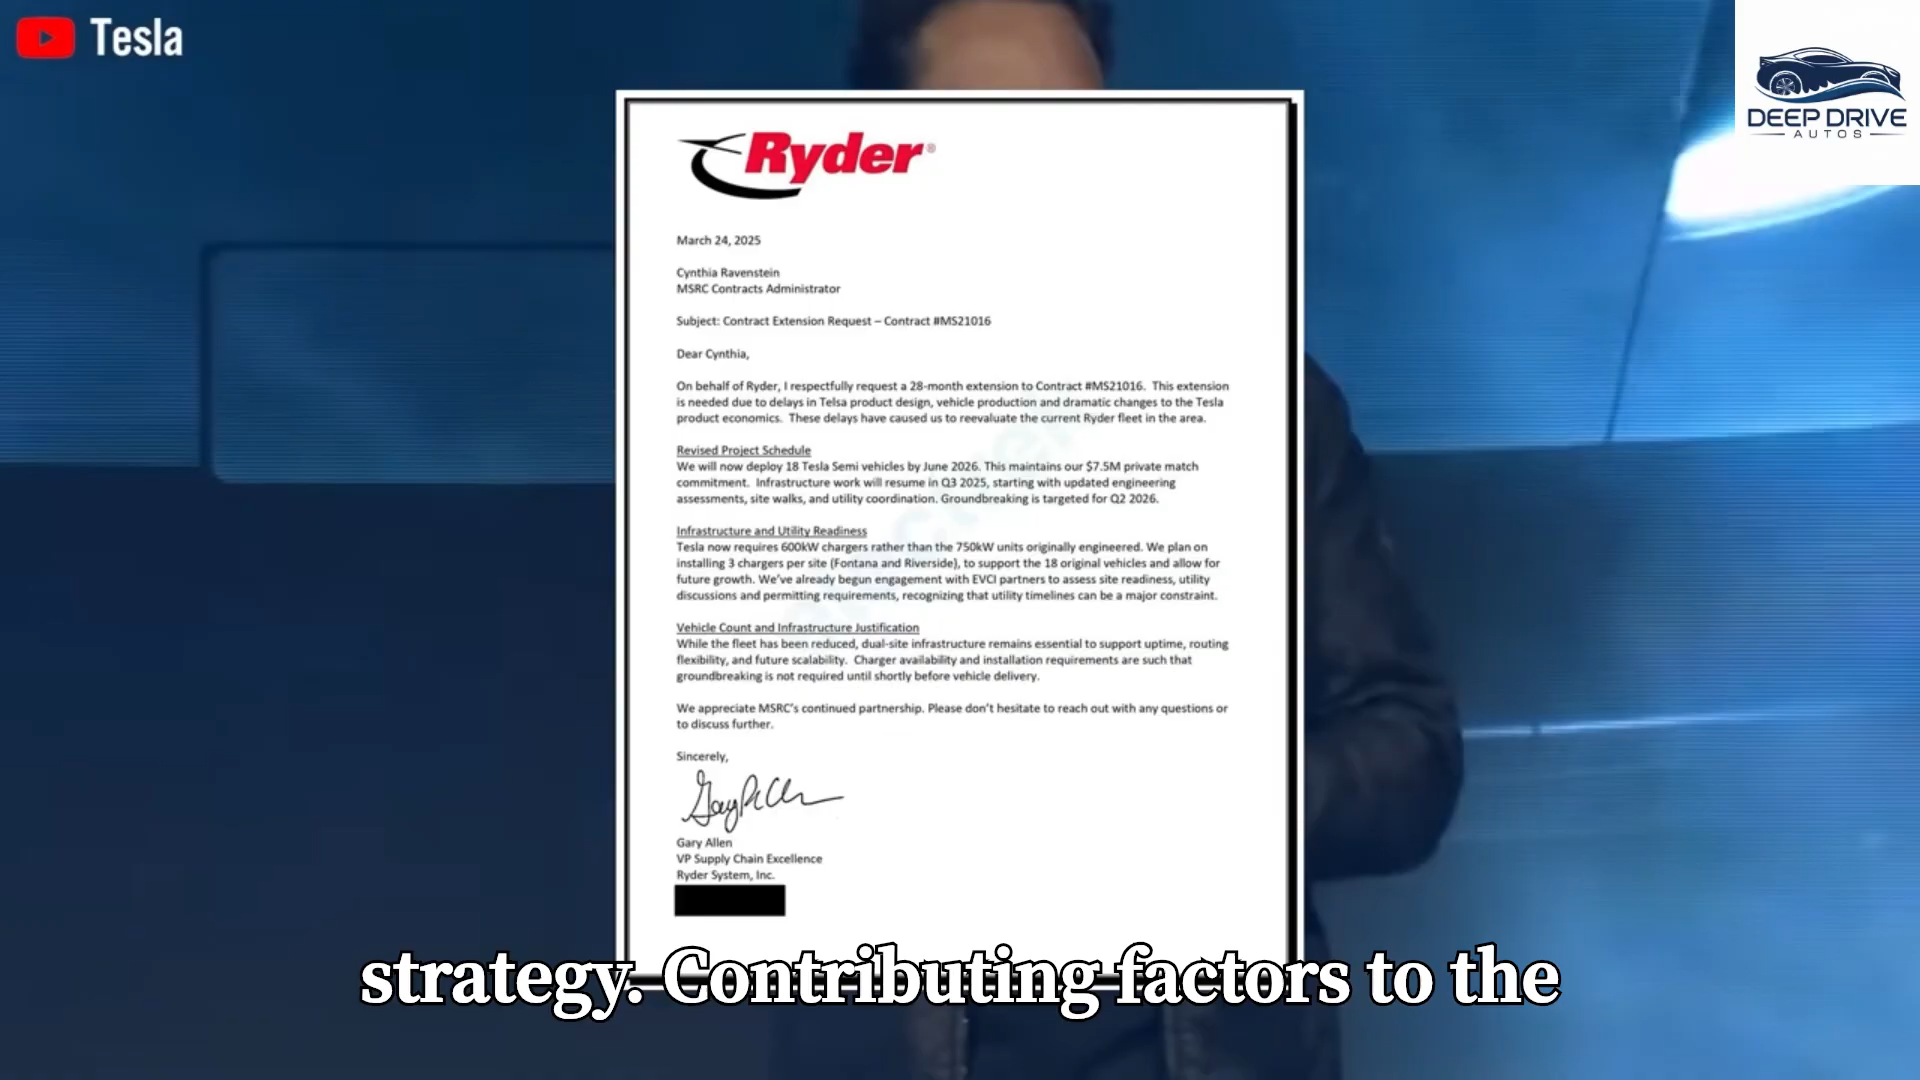 Tesla
DEEP DRIVE
AUTOS
Ryder®
March 24, 2025
Cynthia Ravenstein
MSRC Contracts Administrator
Subject: Contract Extension Request – Contract #MS21016
Dear Cynthia,
On behalf of Ryder, I respectfully request a 28-month extension to Contract #MS21016. This extension
is needed due to delays in Telsa product design, vehicle production and dramatic changes to the Tesla
product economics. These delays have caused us to reevaluate the current Ryder fleet in the area.
Revised Project Schedule
We will now deploy 18 Tesla Semi vehicles by June 2026. This maintains our $7.5M private match
commitment. Infrastructure work will resume in Q3 2025, starting with updated engineering
assessments, site walks, and utility coordination. Groundbreaking is targeted for Q2 2026.
Infrastructure and Utility Readiness
Tesla now requires 600kW chargers rather than the 750kW units originally engineered. We plan on
installing 3 chargers per site (Fontana and Riverside), to support the 18 original vehicles and allow for
future growth. We've already begun engagement with EVCI partners to assess site readiness, utility
discussions and permitting requirements, recognizing that utility timelines can be a major constraint.
Vehicle Count and Infrastructure Justification
While the fleet has been reduced, dual-site infrastructure remains essential to support uptime, routing
flexibility, and future scalability. Charger availability and installation requirements are such that
groundbreaking is not required until shortly before vehicle delivery.
We appreciate MSRC's continued partnership. Please don't hesitate to reach out with any questions or
to discuss further.
Sincerely,
Gary Allen
VP Supply Chain Excellence
Ryder System, Inc.
strategy. Contributing factors to the